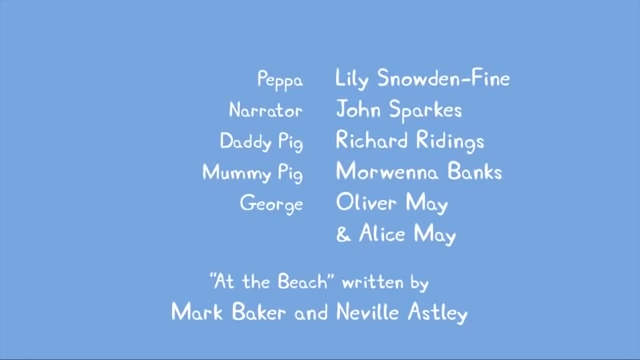 Peppa Lily Snowden-Fine
Narrator John Sparkes
Daddy Pig Richard Ridings
Mummy Pig Morwenna Banks
George Oliver May
& Alice May
"At the Beach" written by
Mark Baker and Neville Astley